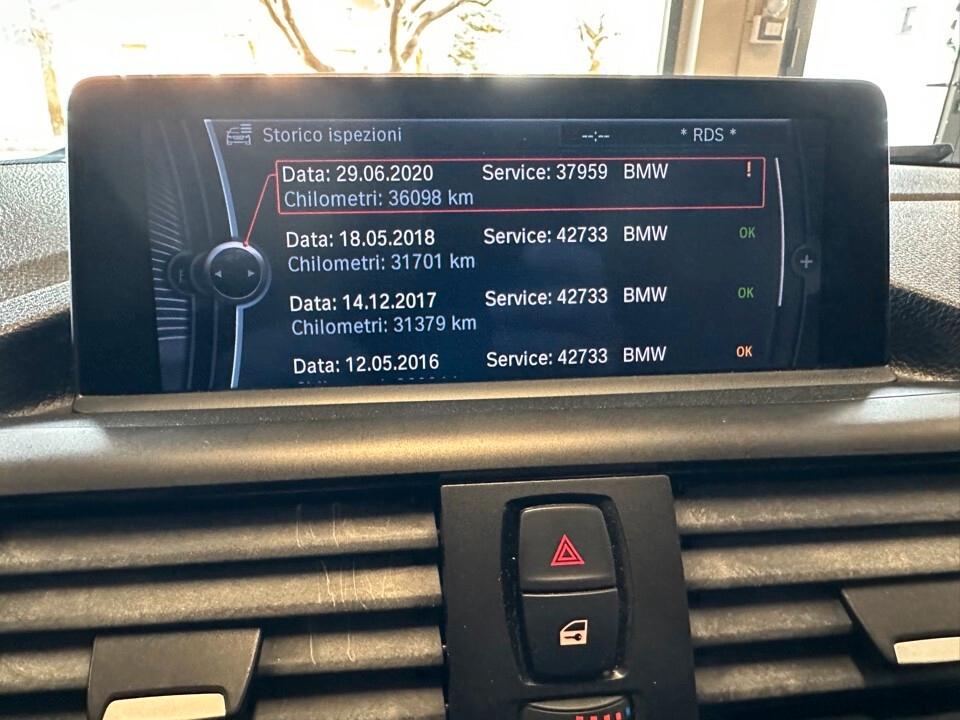 Storico ispezioni --:-- * RDS *
Data: 29.06.2020 Service: 37959 BMW !
Chilometri: 36098 km
Data: 18.05.2018 Service: 42733 BMW OK
Chilometri: 31701 km
Data: 14.12.2017 Service: 42733 BMW OK
Chilometri: 31379 km
Data: 12.05.2016 Service: 42733 BMW OK